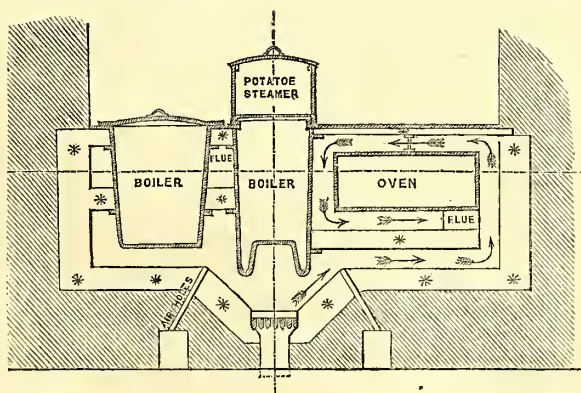 POTATOE
STEAMER
FLUE
BOILER
BOILER
OVEN
FLUE
AIR HOLES